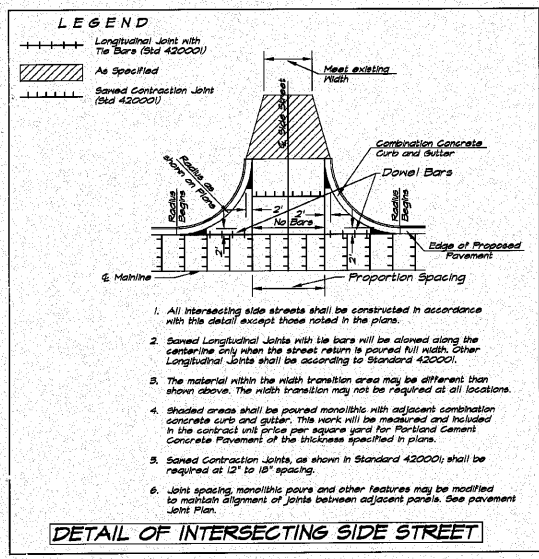 LEGEND
Longitudinal Joint with
Tie Bars (Std 420001)
As Specified
Sawed Contraction Joint
(Std 420001)
Meet existing
Width
℄ Side Street
Combination Concrete
Curb and Gutter
Radius as
shown on Plans
Dowel Bars
Radius
Begins
2'
2'
No Bars
Radius
Begins
2'
2'
Edge of Proposed
Pavement
℄ Mainline
Proportion Spacing
1. All intersecting side streets shall be constructed in accordance
with this detail except those noted in the plans.
2. Sawed Longitudinal Joints with tie bars will be alowed along the
centerline only when the street return is poured full width. Other
Longitudinal Joints shall be according to Standard 420001.
3. The material within the width transition area may be different than
shown above. The width transition may not be required at all locations.
4. Shaded areas shall be poured monolithic with adjacent combination
concrete curb and gutter. This work will be measured and included
in the contract unit price per square yard for Portland Cement
Concrete Pavement of the thickness specified in plans.
5. Sawed Contraction Joints, as shown in Standard 420001; shall be
required at 12" to 18" spacing.
6. Joint spacing, monolithic pours and other features may be modified
to maintain alignment of joints between adjacent panels. See pavement
Joint Plan.
DETAIL OF INTERSECTING SIDE STREET